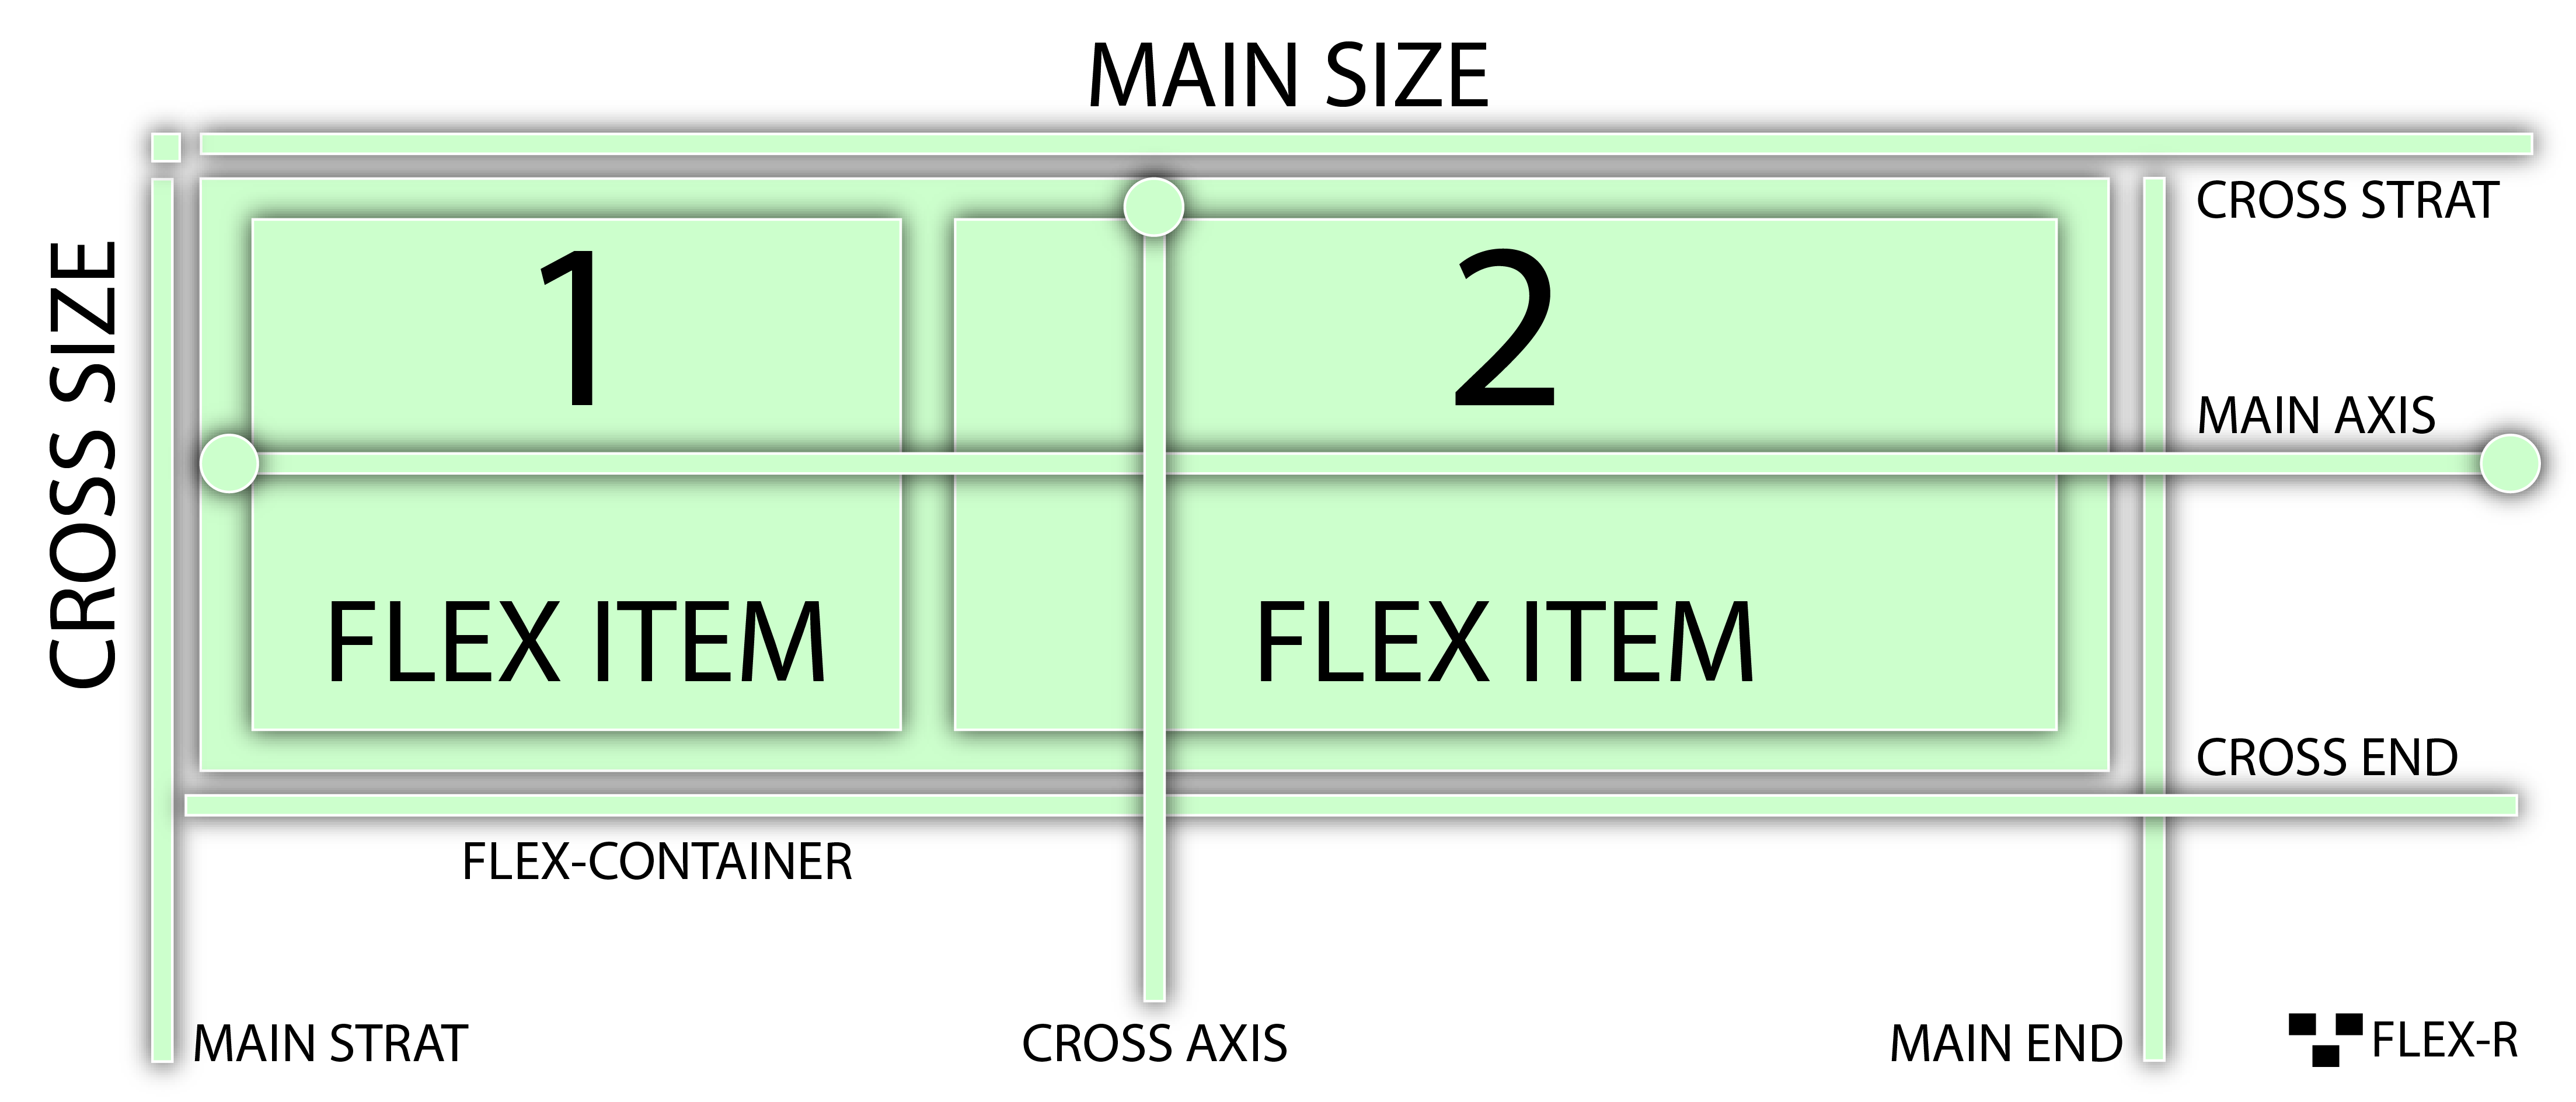 MAIN SIZE
CROSS STRAT
CROSS SIZE
1
2
MAIN AXIS
FLEX ITEM
FLEX ITEM
CROSS END
FLEX-CONTAINER
MAIN STRAT
CROSS AXIS
MAIN END
FLEX-R